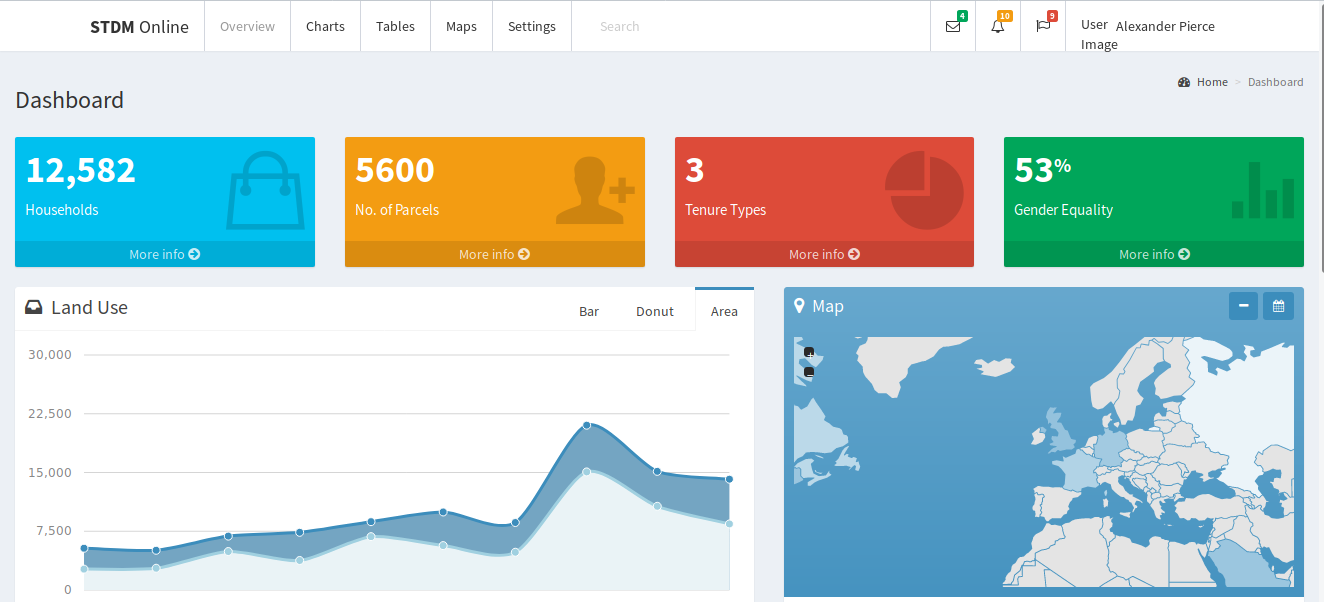 STDM Online Overview Charts Tables Maps Settings Search 4 10 9 User Image Alexander Pierce
Home > Dashboard
Dashboard
12,582 5600 3 53%
Households No. of Parcels Tenure Types Gender Equality
More info More info More info More info
Land Use Bar Donut Area Map
30,000
22,500
15,000
7,500
0
+
−